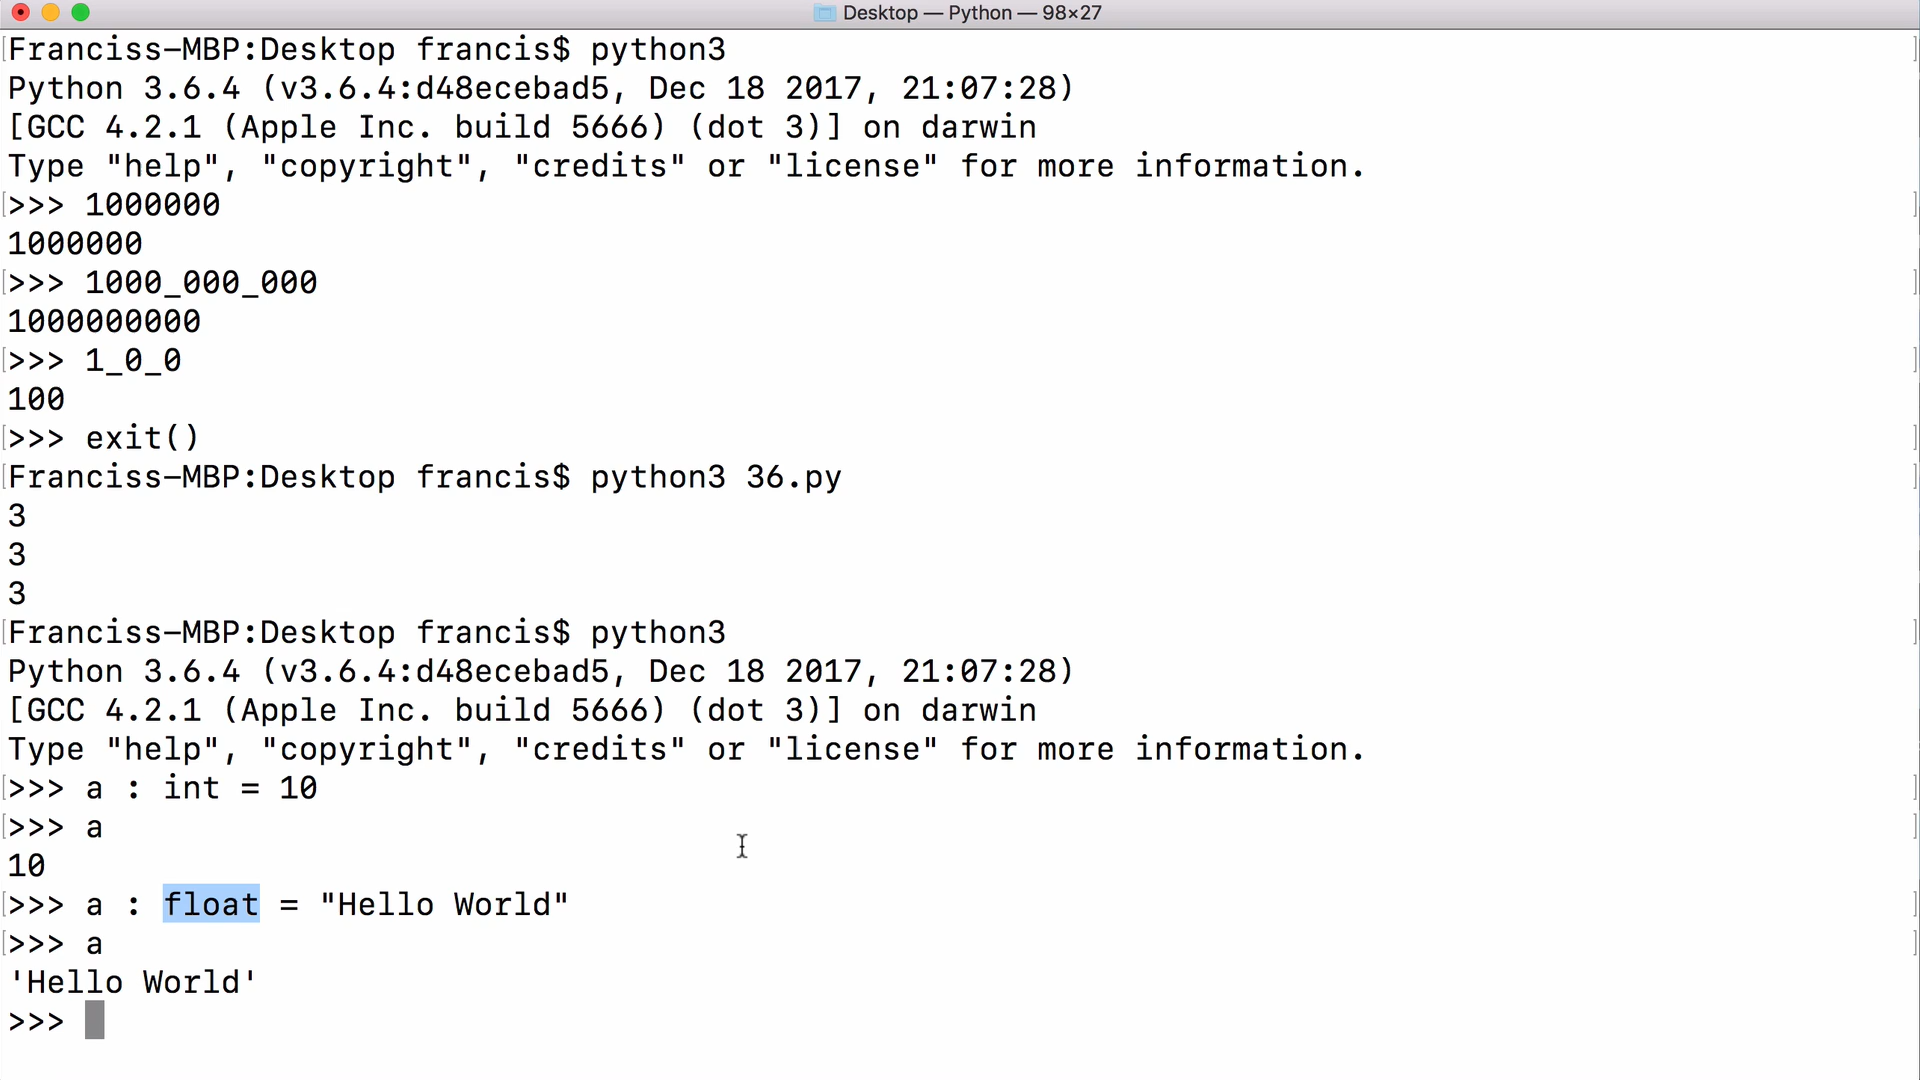 Desktop — Python — 98×27
Franciss-MBP:Desktop francis$ python3
Python 3.6.4 (v3.6.4:d48ecebad5, Dec 18 2017, 21:07:28)
[GCC 4.2.1 (Apple Inc. build 5666) (dot 3)] on darwin
Type "help", "copyright", "credits" or "license" for more information.
>>> 1000000
1000000
>>> 1000_000_000
1000000000
>>> 1_0_0
100
>>> exit()
Franciss-MBP:Desktop francis$ python3 36.py
3
3
3
Franciss-MBP:Desktop francis$ python3
Python 3.6.4 (v3.6.4:d48ecebad5, Dec 18 2017, 21:07:28)
[GCC 4.2.1 (Apple Inc. build 5666) (dot 3)] on darwin
Type "help", "copyright", "credits" or "license" for more information.
>>> a : int = 10
>>> a
10
>>> a : float = "Hello World"
>>> a
'Hello World'
>>>